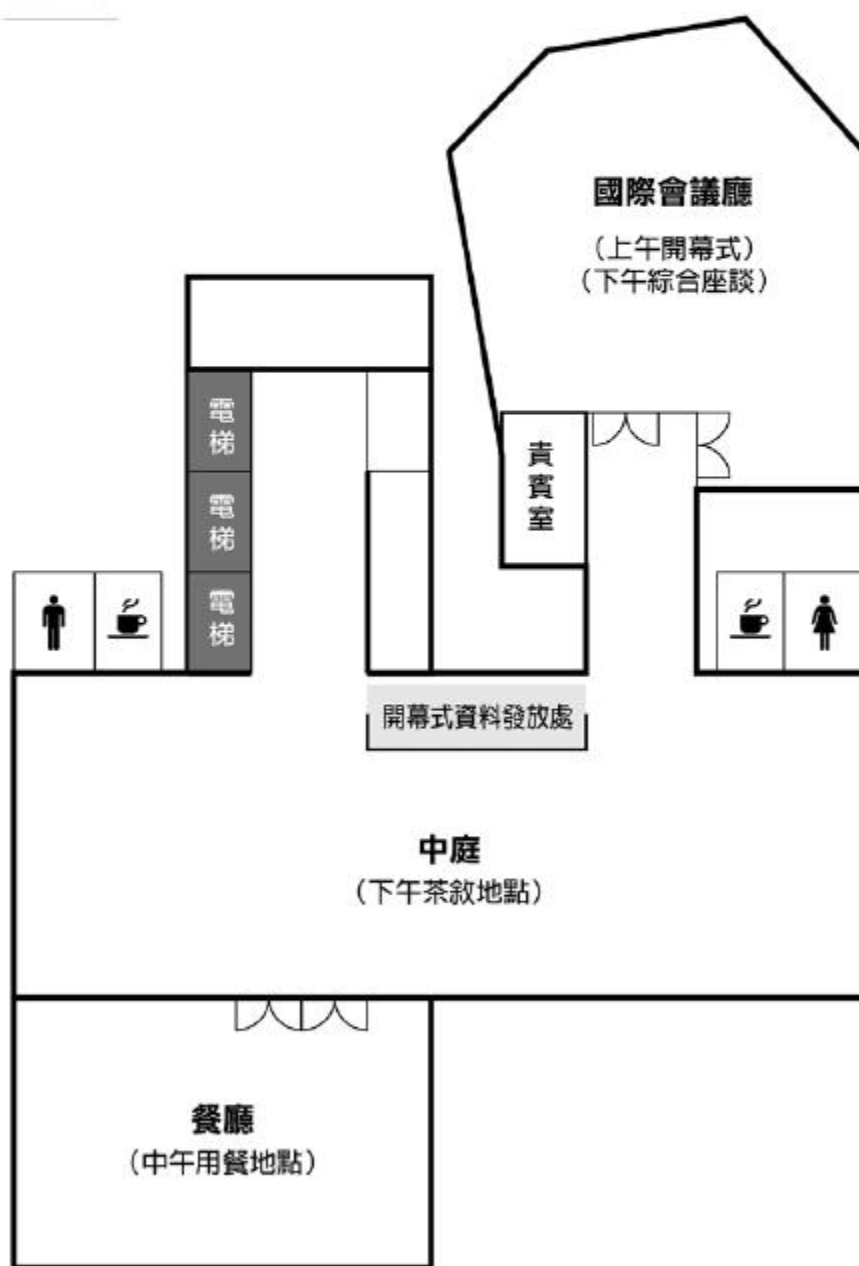 國際會議廳
（上午開幕式）
（下午綜合座談）
電梯
電梯
電梯
貴賓室
開幕式資料發放處
中庭
（下午茶敘地點）
餐廳
（中午用餐地點）